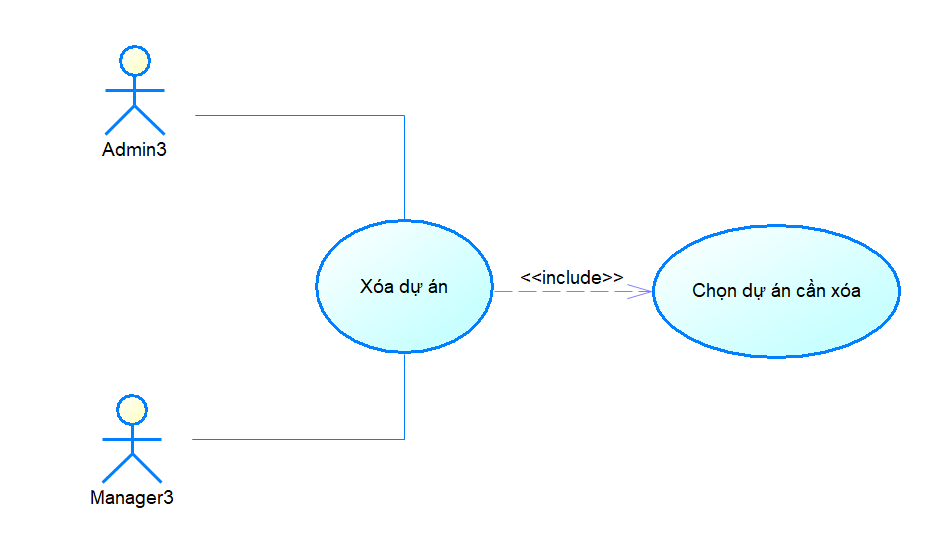 Admin3
Xóa dự án
<<include>>
Chọn dự án cần xóa
Manager3